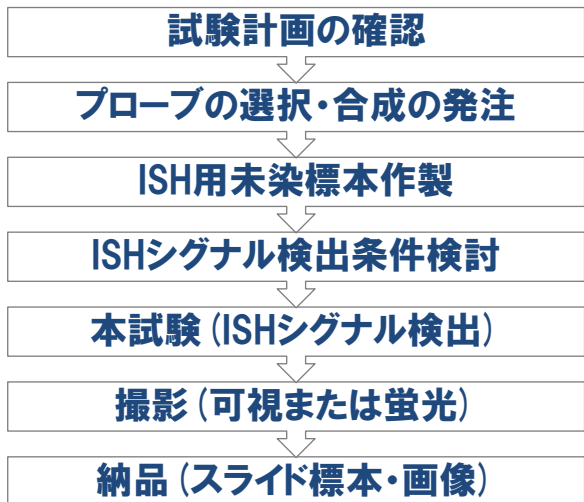 試験計画の確認
プローブの選択・合成の発注
ISH用未染標本作製
ISHシグナル検出条件検討
本試験（ISHシグナル検出）
撮影（可視または蛍光）
納品（スライド標本・画像）